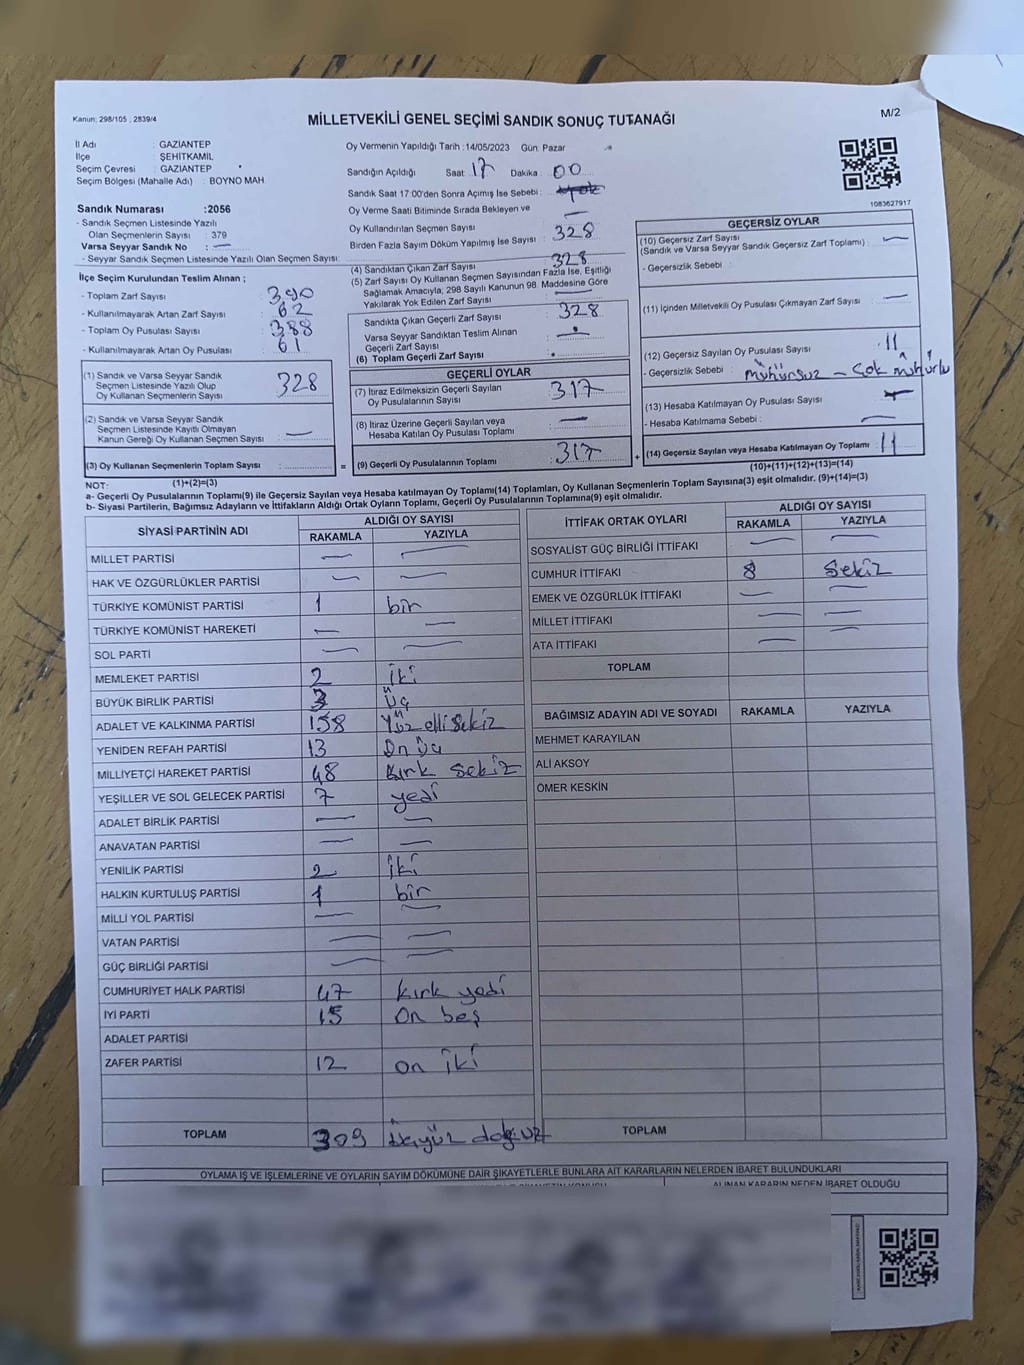 Kanun: 298/105 , 2839/4
MİLLETVEKİLİ GENEL SEÇİMİ SANDIK SONUÇ TUTANAĞI
M/2
İl Adı : GAZİANTEP
İlçe : ŞEHİTKAMİL
Seçim Çevresi : GAZİANTEP
Seçim Bölgesi (Mahalle Adı) : BOYNO MAH
Sandık Numarası :2056
- Sandık Seçmen Listesinde Yazılı
Olan Seçmenlerin Sayısı : 379
Varsa Seyyar Sandık No : —
- Seyyar Sandık Seçmen Listesinde Yazılı Olan Seçmen Sayısı:
Oy Vermenin Yapıldığı Tarih :14/05/2023 Gün: Pazar
Sandığın Açıldığı Saat : 17 Dakika : 00
Sandık Saat 17:00'den Sonra Açımış İse Sebebi :
Oy Verme Saati Bitiminde Sırada Bekleyen ve
Oy Kullandırılan Seçmen Sayısı : —
Birden Fazla Sayım Döküm Yapılmış İse Sayısı : 328
1083627917
İlçe Seçim Kurulundan Teslim Alınan ;
- Toplam Zarf Sayısı : 390
- Kullanılmayarak Artan Zarf Sayısı : 62
- Toplam Oy Pusulası Sayısı : 388
- Kullanılmayarak Artan Oy Pusulası : 61
(1) Sandık ve Varsa Seyyar Sandık
Seçmen Listesinde Yazılı Olup
Oy Kullanan Seçmenlerin Sayısı : 328
(2) Sandık ve Varsa Seyyar Sandık
Seçmen Listesinde Kayıtlı Olmayan
Kanun Gereği Oy Kullanan Seçmen Sayısı : —
(3) Oy Kullanan Seçmenlerin Toplam Sayısı :
(1)+(2)=(3)
(4) Sandıktan Çıkan Zarf Sayısı : 328
(5) Zarf Sayısı Oy Kullanan Seçmen Sayısından Fazla İse, Eşitliği
Sağlamak Amacıyla; 298 Sayılı Kanunun 98. Maddesine Göre
Yakılarak Yok Edilen Zarf Sayısı : —
Sandıkta Çıkan Geçerli Zarf Sayısı : 328
Varsa Seyyar Sandıktan Teslim Alınan
Geçerli Zarf Sayısı : —
(6) Toplam Geçerli Zarf Sayısı :
GEÇERLİ OYLAR
(7) İtiraz Edilmeksizin Geçerli Sayılan
Oy Pusulalarının Sayısı : 317
(8) İtiraz Üzerine Geçerli Sayılan veya
Hesaba Katılan Oy Pusulası Toplamı : —
= (9) Geçerli Oy Pusulalarının Toplamı : 317 +
GEÇERSİZ OYLAR
(10) Geçersiz Zarf Sayısı : —
(Sandık ve Varsa Seyyar Sandık Geçersiz Zarf Toplamı)
- Geçersizlik Sebebi :
(11) İçinden Milletvekili Oy Pusulası Çıkmayan Zarf Sayısı : —
(12) Geçersiz Sayılan Oy Pusulası Sayısı : 11
- Geçersizlik Sebebi : mühürsüz - Çok mühürlü
(13) Hesaba Katılmayan Oy Pusulası Sayısı : —
- Hesaba Katılmama Sebebi : —
(14) Geçersiz Sayılan veya Hesaba Katılmayan Oy Toplamı : 11
(10)+(11)+(12)+(13)=(14)
NOT:
a- Geçerli Oy Pusulalarının Toplamı(9) ile Geçersiz Sayılan veya Hesaba katılmayan Oy Toplamı(14) Toplamları, Oy Kullanan Seçmenlerin Toplam Sayısına(3) eşit olmalıdır. (9)+(14)=(3)
b- Siyasi Partilerin, Bağımsız Adayların ve İttifakların Aldığı Ortak Oyların Toplamı, Geçerli Oy Pusulalarının Toplamına(9) eşit olmalıdır.
SİYASİ PARTİNİN ADI ALDIĞI OY SAYISI
RAKAMLA YAZIYLA
MİLLET PARTİSİ — —
HAK VE ÖZGÜRLÜKLER PARTİSİ — —
TÜRKİYE KOMÜNİST PARTİSİ 1 bir
TÜRKİYE KOMÜNİST HAREKETİ — —
SOL PARTİ — —
MEMLEKET PARTİSİ 2 iki
BÜYÜK BİRLİK PARTİSİ 3 üç
ADALET VE KALKINMA PARTİSİ 158 Yüz elli Sekiz
YENİDEN REFAH PARTİSİ 13 On üç
MİLLİYETÇİ HAREKET PARTİSİ 48 kırk sekiz
YEŞİLLER VE SOL GELECEK PARTİSİ 7 yedi
ADALET BİRLİK PARTİSİ — —
ANAVATAN PARTİSİ — —
YENİLİK PARTİSİ 2 iki
HALKIN KURTULUŞ PARTİSİ 1 bir
MİLLİ YOL PARTİSİ — —
VATAN PARTİSİ — —
GÜÇ BİRLİĞİ PARTİSİ — —
CUMHURİYET HALK PARTİSİ 47 kırk yedi
İYİ PARTİ 15 On beş
ADALET PARTİSİ
ZAFER PARTİSİ 12 on iki
TOPLAM 309 üçyüz dokuz
İTTİFAK ORTAK OYLARI ALDIĞI OY SAYISI
RAKAMLA YAZIYLA
SOSYALİST GÜÇ BİRLİĞİ İTTİFAKI — —
CUMHUR İTTİFAKI 8 Sekiz
EMEK VE ÖZGÜRLÜK İTTİFAKI — —
MİLLET İTTİFAKI — —
ATA İTTİFAKI — —
TOPLAM
BAĞIMSIZ ADAYIN ADI VE SOYADI RAKAMLA YAZIYLA
MEHMET KARAYILAN
ALİ AKSOY
ÖMER KESKİN
TOPLAM
OYLAMA İŞ VE İŞLEMLERİNE VE OYLARIN SAYIM DÖKÜMÜNE DAİR ŞİKAYETLERLE BUNLARA AİT KARARLARIN NELERDEN İBARET BULUNDUKLARI
ALINAN KARARIN NEDEN İBARET OLDUĞU